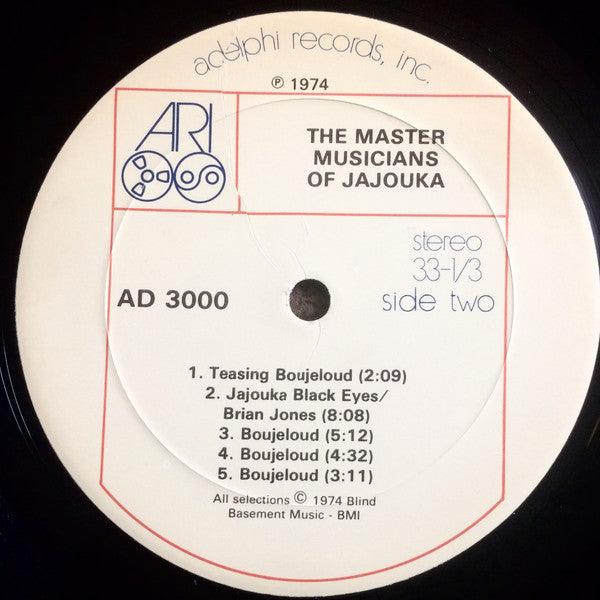 adelphi records, inc.
℗ 1974
ARI
THE MASTER
MUSICIANS
OF JAJOUKA
stereo
33-1/3
side two
AD 3000
1. Teasing Boujeloud (2:09)
2. Jajouka Black Eyes/
Brian Jones (8:08)
3. Boujeloud (5:12)
4. Boujeloud (4:32)
5. Boujeloud (3:11)
All selections © 1974 Blind
Basement Music - BMI